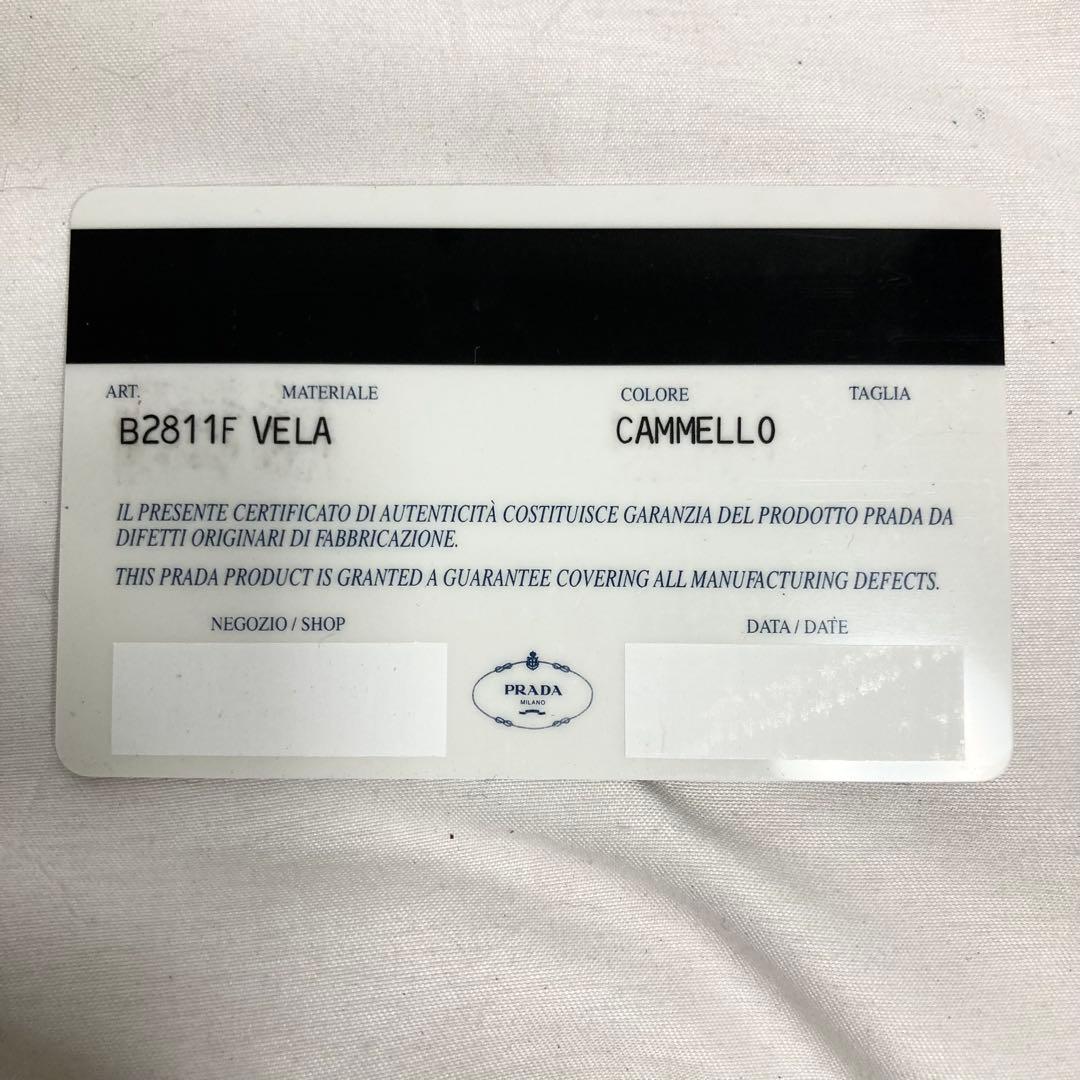 ART. MATERIALE COLORE TAGLIA
B2811F VELA CAMMELLO
IL PRESENTE CERTIFICATO DI AUTENTICITÀ COSTITUISCE GARANZIA DEL PRODOTTO PRADA DA
DIFETTI ORIGINARI DI FABBRICAZIONE.
THIS PRADA PRODUCT IS GRANTED A GUARANTEE COVERING ALL MANUFACTURING DEFECTS.
NEGOZIO / SHOP DATA / DATE
PRADA
MILANO